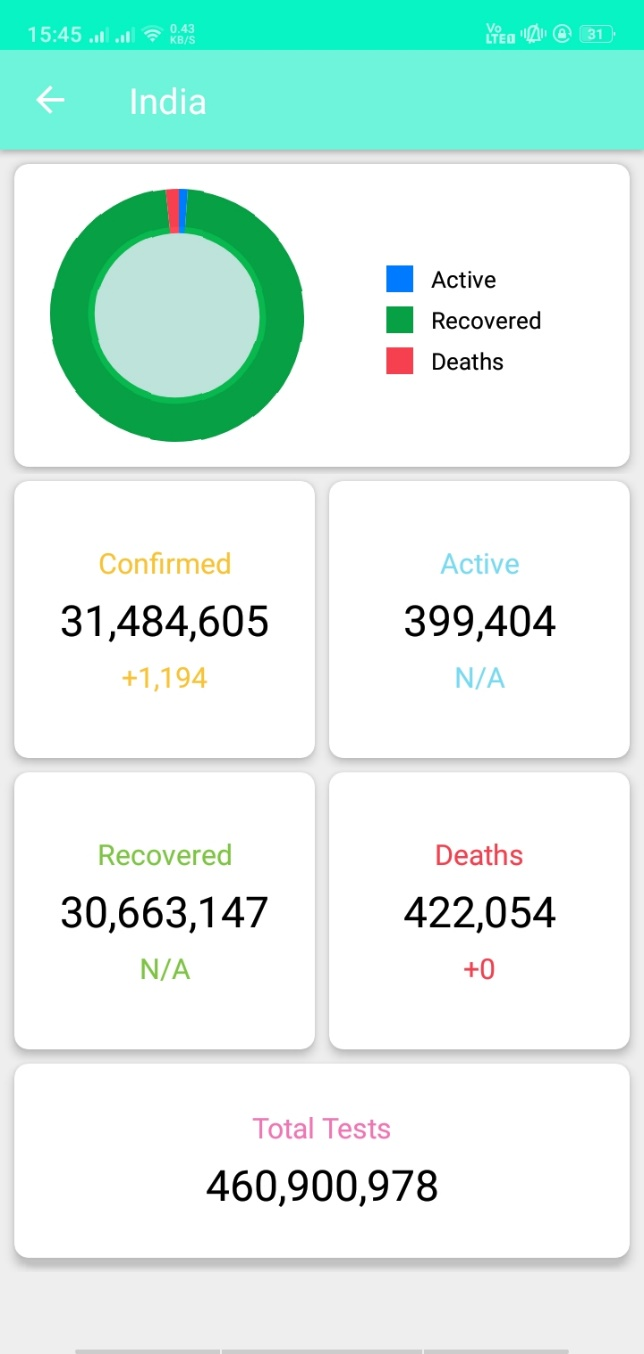 15:45 0.43 KB/S Vo LTE 31
India
Active
Recovered
Deaths
Confirmed
31,484,605
+1,194
Active
399,404
N/A
Recovered
30,663,147
N/A
Deaths
422,054
+0
Total Tests
460,900,978